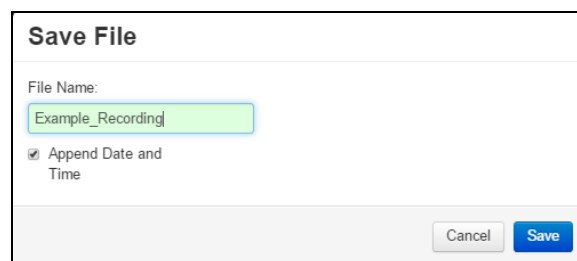 Save File
File Name:
Example_Recording
Append Date and
Time
Cancel Save